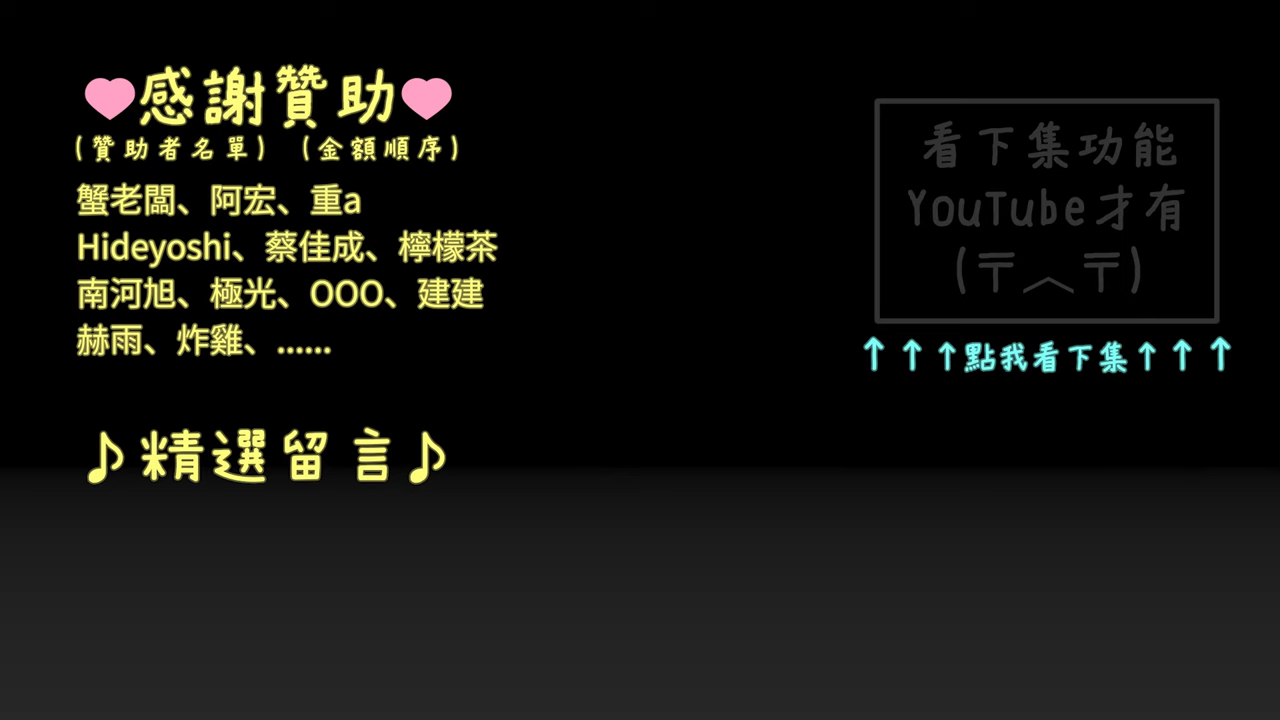 感謝贊助
(贊助者名單) (金額順序)
蟹老闆、阿宏、重a
Hideyoshi、蔡佳成、檸檬茶
南河旭、極光、OOO、建建
赫雨、炸雞、......
♪精選留言♪
看下集功能
YouTube才有
(〒︿〒)
↑↑↑點我看下集↑↑↑